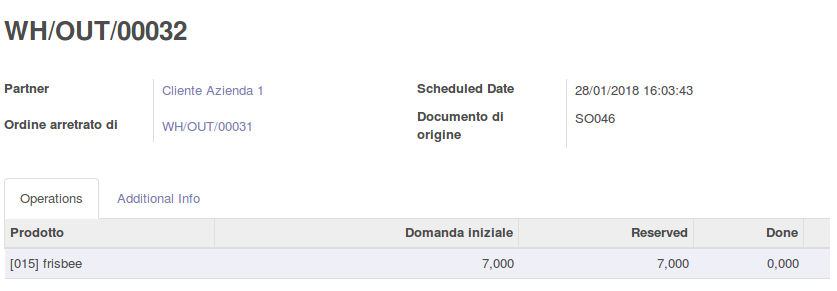 WH/OUT/00032
Partner Cliente Azienda 1 Scheduled Date 28/01/2018 16:03:43
Ordine arretrato di WH/OUT/00031 Documento di origine SO046
Operations Additional Info
Prodotto Domanda iniziale Reserved Done
[015] frisbee 7,000 7,000 0,000